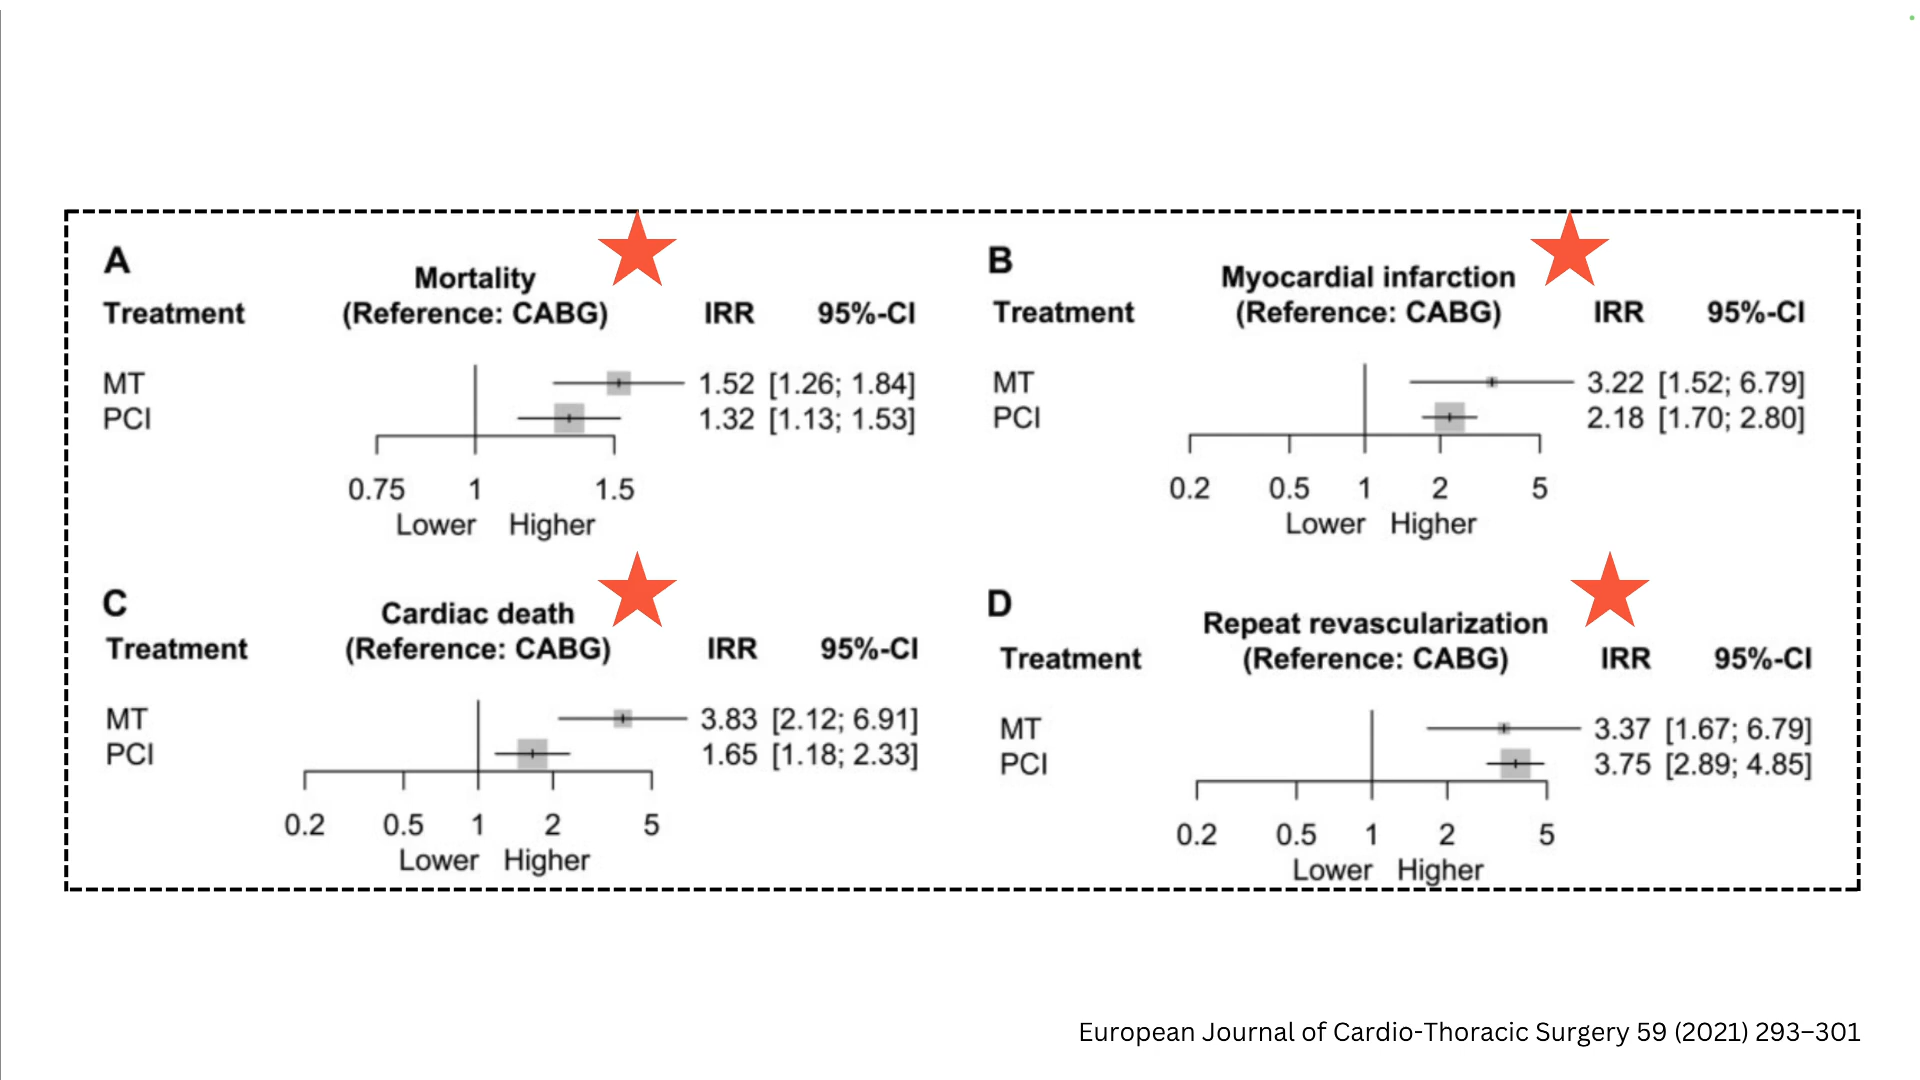 A
Mortality
Treatment (Reference: CABG) IRR 95%-CI
MT 1.52 [1.26; 1.84]
PCI 1.32 [1.13; 1.53]
0.75 1 1.5
Lower Higher
B
Myocardial infarction
Treatment (Reference: CABG) IRR 95%-CI
MT 3.22 [1.52; 6.79]
PCI 2.18 [1.70; 2.80]
0.2 0.5 1 2 5
Lower Higher
C
Cardiac death
Treatment (Reference: CABG) IRR 95%-CI
MT 3.83 [2.12; 6.91]
PCI 1.65 [1.18; 2.33]
0.2 0.5 1 2 5
Lower Higher
D
Repeat revascularization
Treatment (Reference: CABG) IRR 95%-CI
MT 3.37 [1.67; 6.79]
PCI 3.75 [2.89; 4.85]
0.2 0.5 1 2 5
Lower Higher
European Journal of Cardio-Thoracic Surgery 59 (2021) 293–301